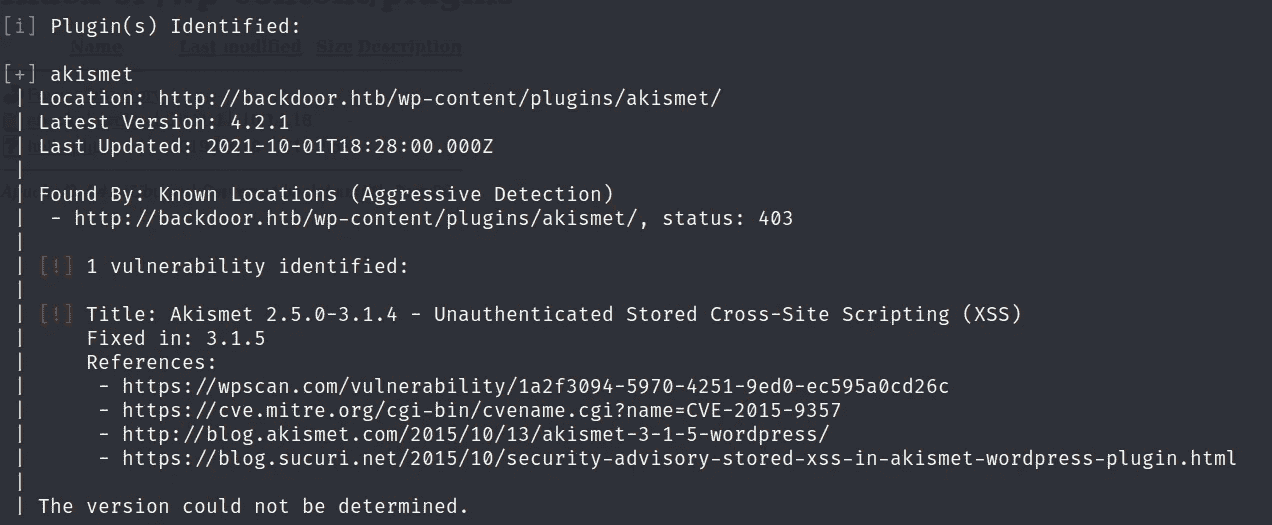 [i] Plugin(s) Identified:
Name Last modified Size Description
[+] akismet
| Location: http://backdoor.htb/wp-content/plugins/akismet/
| Latest Version: 4.2.1
| Last Updated: 2021-10-01T18:28:00.000Z
|
| Found By: Known Locations (Aggressive Detection)
|  - http://backdoor.htb/wp-content/plugins/akismet/, status: 403
|
| [!] 1 vulnerability identified:
|
| [!] Title: Akismet 2.5.0-3.1.4 - Unauthenticated Stored Cross-Site Scripting (XSS)
|     Fixed in: 3.1.5
|     References:
|      - https://wpscan.com/vulnerability/1a2f3094-5970-4251-9ed0-ec595a0cd26c
|      - https://cve.mitre.org/cgi-bin/cvename.cgi?name=CVE-2015-9357
|      - http://blog.akismet.com/2015/10/13/akismet-3-1-5-wordpress/
|      - https://blog.sucuri.net/2015/10/security-advisory-stored-xss-in-akismet-wordpress-plugin.html
|
| The version could not be determined.